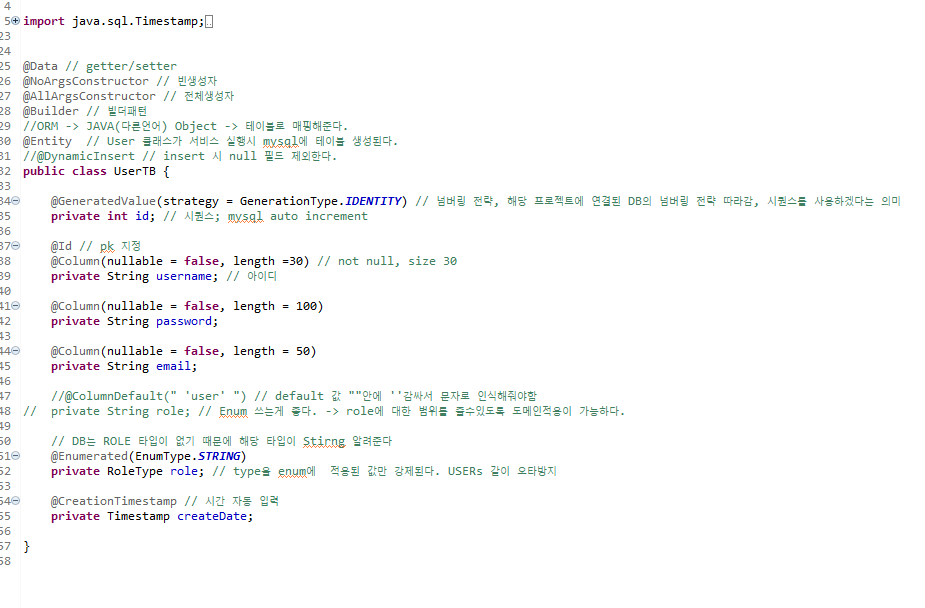 4
5 import java.sql.Timestamp;
23
24
25 @Data // getter/setter
26 @NoArgsConstructor // 빈생성자
27 @AllArgsConstructor // 전체생성자
28 @Builder // 빌더패턴
29 //ORM -> JAVA(다른언어) Object -> 테이블로 매핑해준다.
30 @Entity  // User 클래스가 서비스 실행시 mysql에 테이블 생성된다.
31 //@DynamicInsert // insert 시 null 필드 제외한다.
32 public class UserTB {
33
34 @GeneratedValue(strategy = GenerationType.IDENTITY) // 넘버링 전략, 해당 프로젝트에 연결된 DB의 넘버링 전략 따라감, 시퀀스를 사용하겠다는 의미
35 private int id; // 시퀀스; mysql auto increment
36
37 @Id // pk 지정
38 @Column(nullable = false, length =30) // not null, size 30
39 private String username; // 아이디
40
41 @Column(nullable = false, length = 100)
42 private String password;
43
44 @Column(nullable = false, length = 50)
45 private String email;
46
47 //@ColumnDefault(" 'user' ") // default 값 ""안에 ''감싸서 문자로 인식해줘야함
48 //  private String role; // Enum 쓰는게 좋다. -> role에 대한 범위를 줄수있도록 도메인적용이 가능하다.
49
50 // DB는 ROLE 타입이 없기 때문에 해당 타입이 Stirng 알려준다
51 @Enumerated(EnumType.STRING)
52 private RoleType role; // type을 enum에  적용된 값만 강제된다. USERs 같이 오타방지
53
54 @CreationTimestamp // 시간 자동 입력
55 private Timestamp createDate;
56
57 }
58